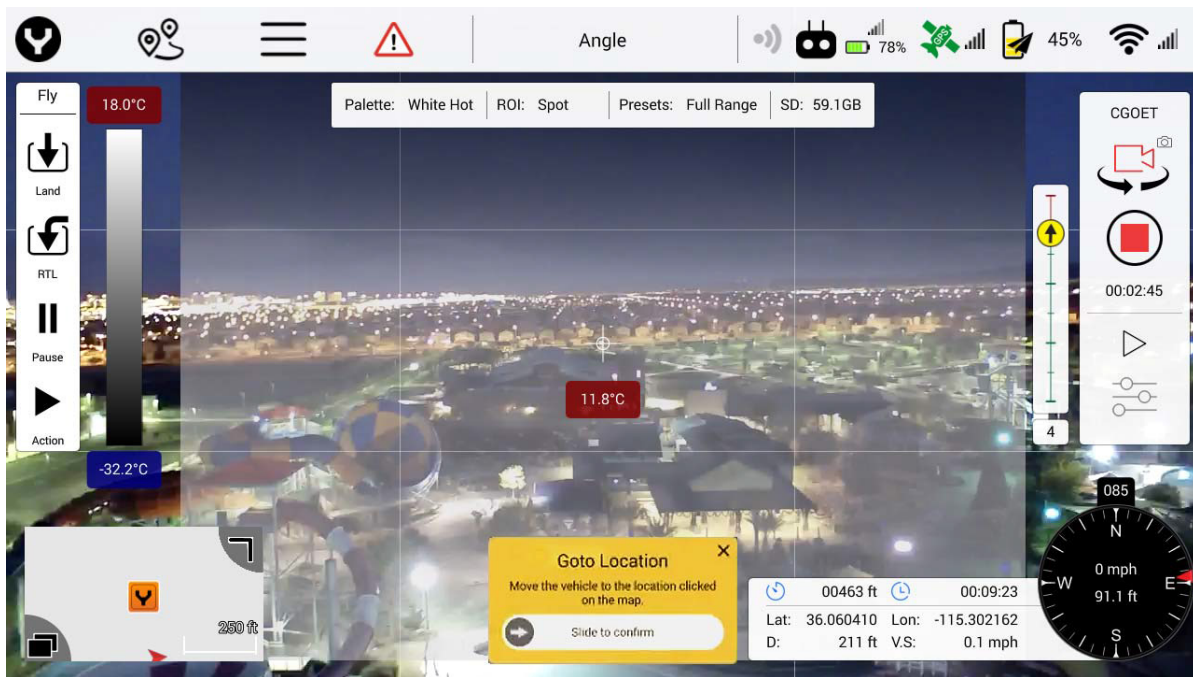 Angle
78%
GPS
45%
Fly
18.0°C
Palette: White Hot ROI: Spot Presets: Full Range SD: 59.1GB
CGOET
Land
RTL
00:02:45
Pause
11.8°C
Action
4
-32.2°C
085
N
Goto Location
Move the vehicle to the location clicked
on the map.
0 mph
W E
00463 ft 00:09:23
91.1 ft
250 ft
Slide to confirm
Lat: 36.060410 Lon: -115.302162
S
D: 211 ft V.S: 0.1 mph